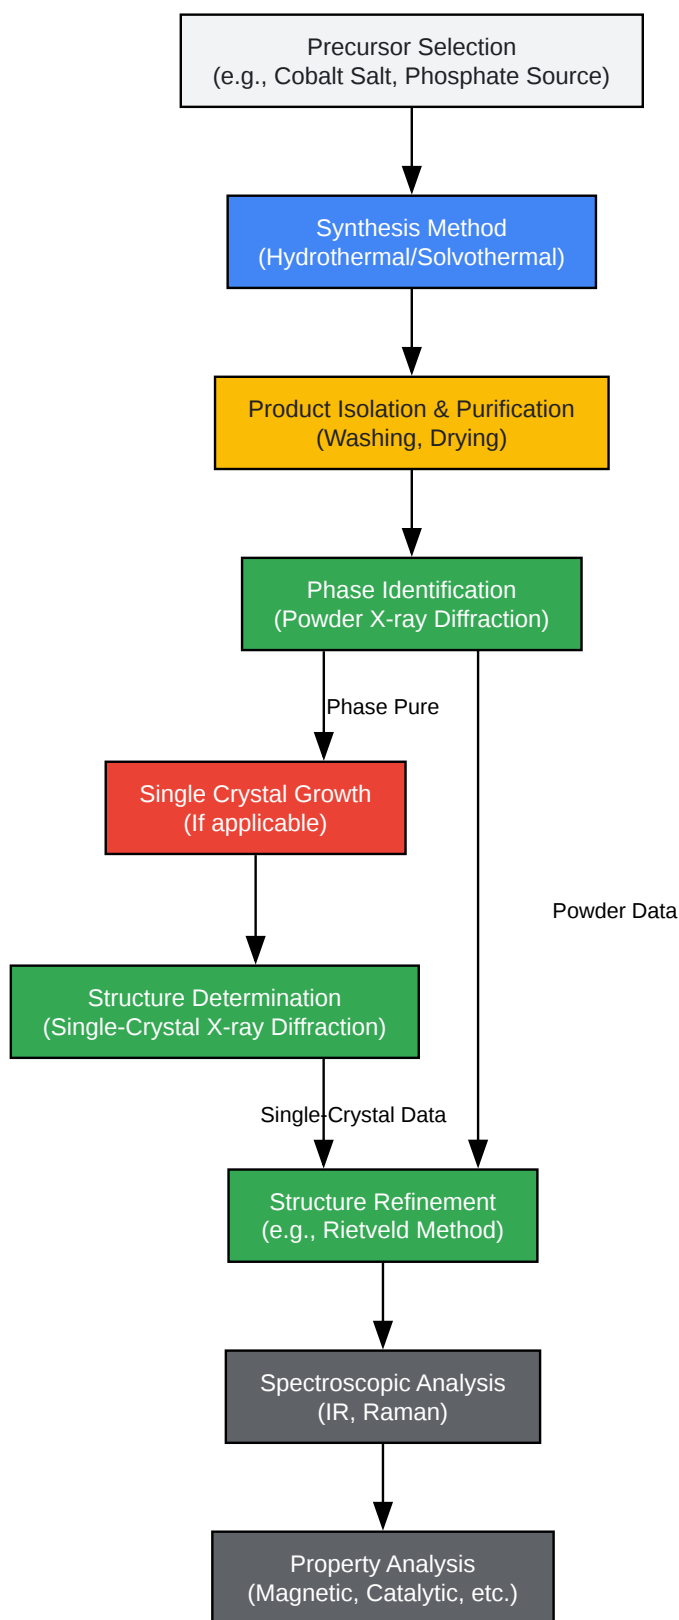 Precursor Selection
(e.g., Cobalt Salt, Phosphate Source)
Synthesis Method
(Hydrothermal/Solvothermal)
Product Isolation & Purification
(Washing, Drying)
Phase Identification
(Powder X-ray Diffraction)
Phase Pure
Single Crystal Growth
(If applicable)
Powder Data
Structure Determination
(Single-Crystal X-ray Diffraction)
Single-Crystal Data
Structure Refinement
(e.g., Rietveld Method)
Spectroscopic Analysis
(IR, Raman)
Property Analysis
(Magnetic, Catalytic, etc.)